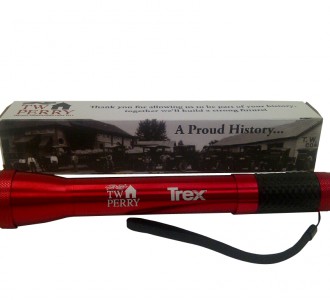 TW
PERRY
Thank you for allowing us to be part of your history;
together we'll build a strong future!
A Proud History...
TW
PERRY
Trex